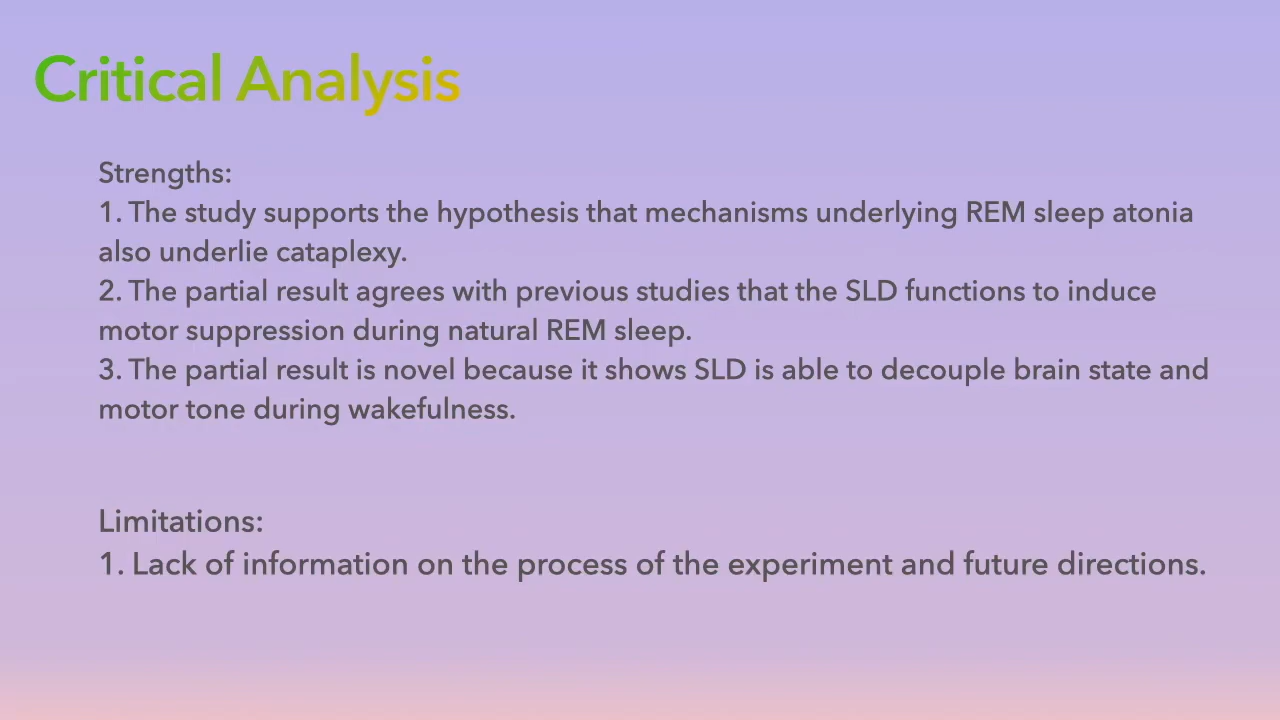 Critical Analysis
Strengths:
1. The study supports the hypothesis that mechanisms underlying REM sleep atonia
also underlie cataplexy.
2. The partial result agrees with previous studies that the SLD functions to induce
motor suppression during natural REM sleep.
3. The partial result is novel because it shows SLD is able to decouple brain state and
motor tone during wakefulness.
Limitations:
1. Lack of information on the process of the experiment and future directions.